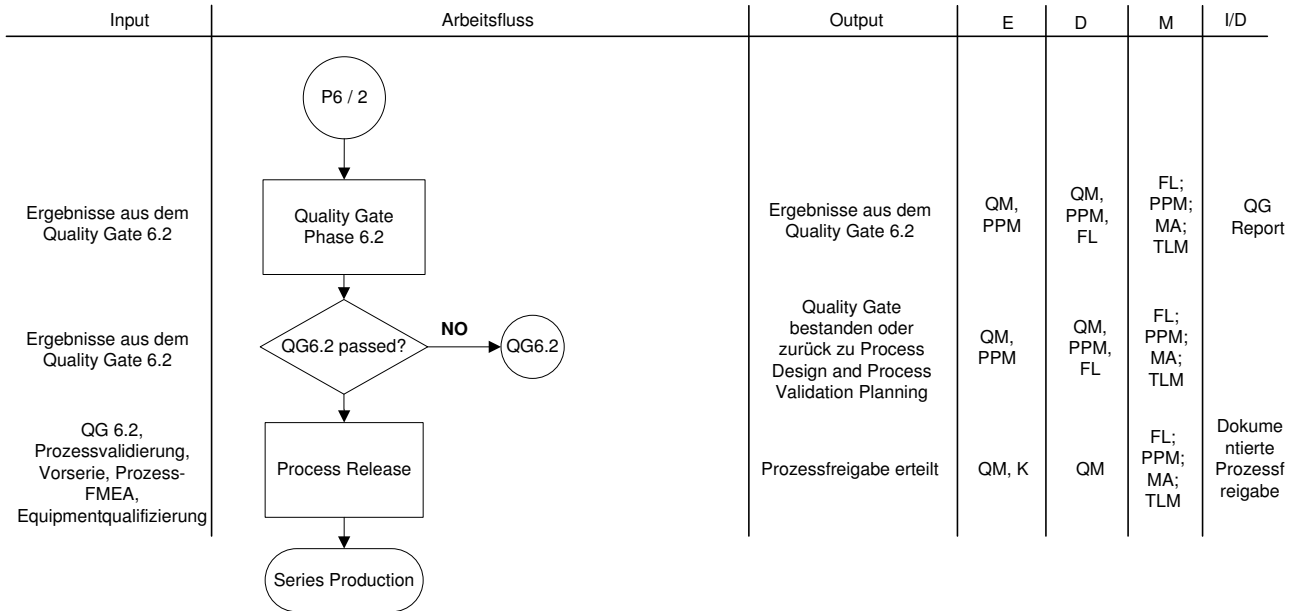 Input
Arbeitsfluss
Output
E
D
M
I/D
P6 / 2
Ergebnisse aus dem
Quality Gate 6.2
Quality Gate
Phase 6.2
Ergebnisse aus dem
Quality Gate 6.2
QM,
PPM
QM,
PPM,
FL
FL;
PPM;
MA;
TLM
QG
Report
Ergebnisse aus dem
Quality Gate 6.2
QG6.2 passed?
NO
QG6.2
Quality Gate
bestanden oder
zurück zu Process
Design and Process
Validation Planning
QM,
PPM
QM,
PPM,
FL
FL;
PPM;
MA;
TLM
QG 6.2,
Prozessvalidierung,
Vorserie, Prozess-
FMEA,
Equipmentqualifizierung
Process Release
Prozessfreigabe erteilt
QM, K
QM
FL;
PPM;
MA;
TLM
Dokume
ntierte
Prozessf
reigabe
Series Production